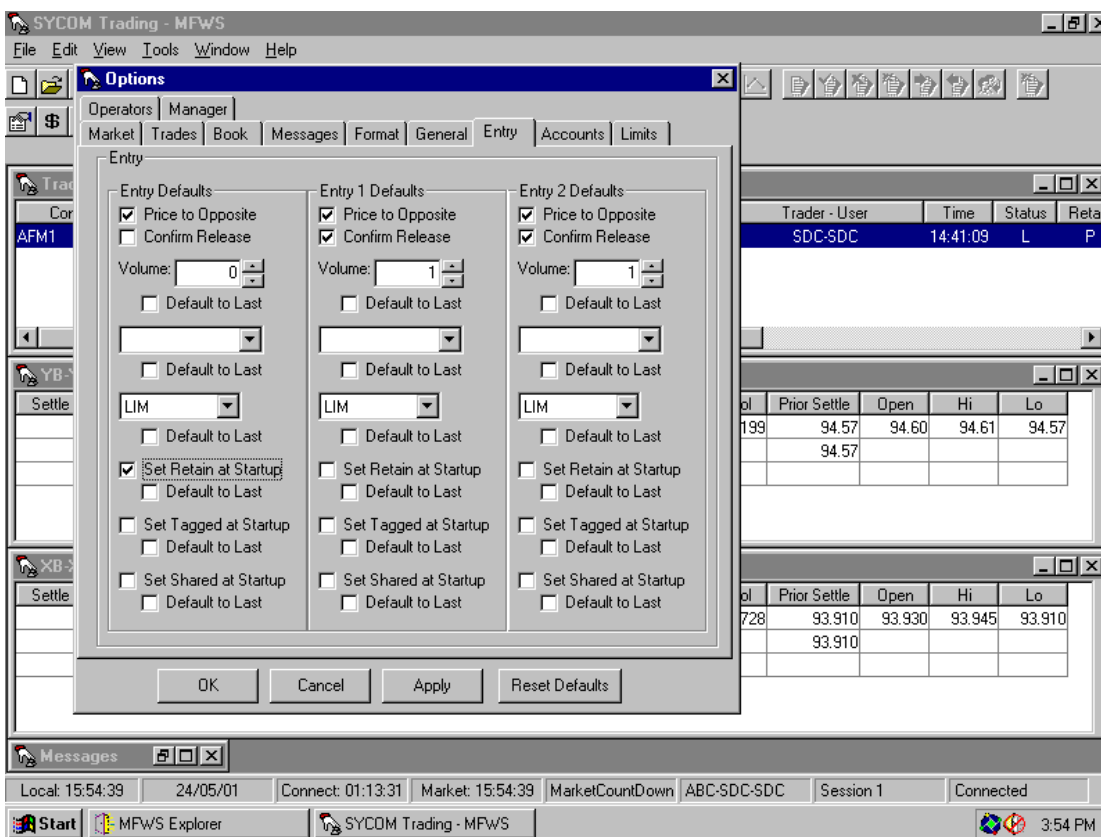 SYCOM Trading - MFWS
File Edit View Tools Window Help
Options
Operators Manager
Market Trades Book Messages Format General Entry Accounts Limits
Entry
Entry Defaults Entry 1 Defaults Entry 2 Defaults
Price to Opposite Price to Opposite Price to Opposite
Confirm Release Confirm Release Confirm Release
Volume: 0 Volume: 1 Volume: 1
Default to Last Default to Last Default to Last
Default to Last Default to Last Default to Last
LIM LIM LIM
Default to Last Default to Last Default to Last
Set Retain at Startup Set Retain at Startup Set Retain at Startup
Default to Last Default to Last Default to Last
Set Tagged at Startup Set Tagged at Startup Set Tagged at Startup
Default to Last Default to Last Default to Last
Set Shared at Startup Set Shared at Startup Set Shared at Startup
Default to Last Default to Last Default to Last
OK Cancel Apply Reset Defaults
$
Trad
Cor Trader - User Time Status Reta
AFM1 SDC-SDC 14:41:09 L P
YB-Y
Settle ol Prior Settle Open Hi Lo
199 94.57 94.60 94.61 94.57
94.57
XB-X
Settle ol Prior Settle Open Hi Lo
728 93.910 93.930 93.945 93.910
93.910
Messages
Local: 15:54:39 24/05/01 Connect: 01:13:31 Market: 15:54:39 MarketCountDown ABC-SDC-SDC Session 1 Connected
Start MFWS Explorer SYCOM Trading - MFWS 3:54 PM